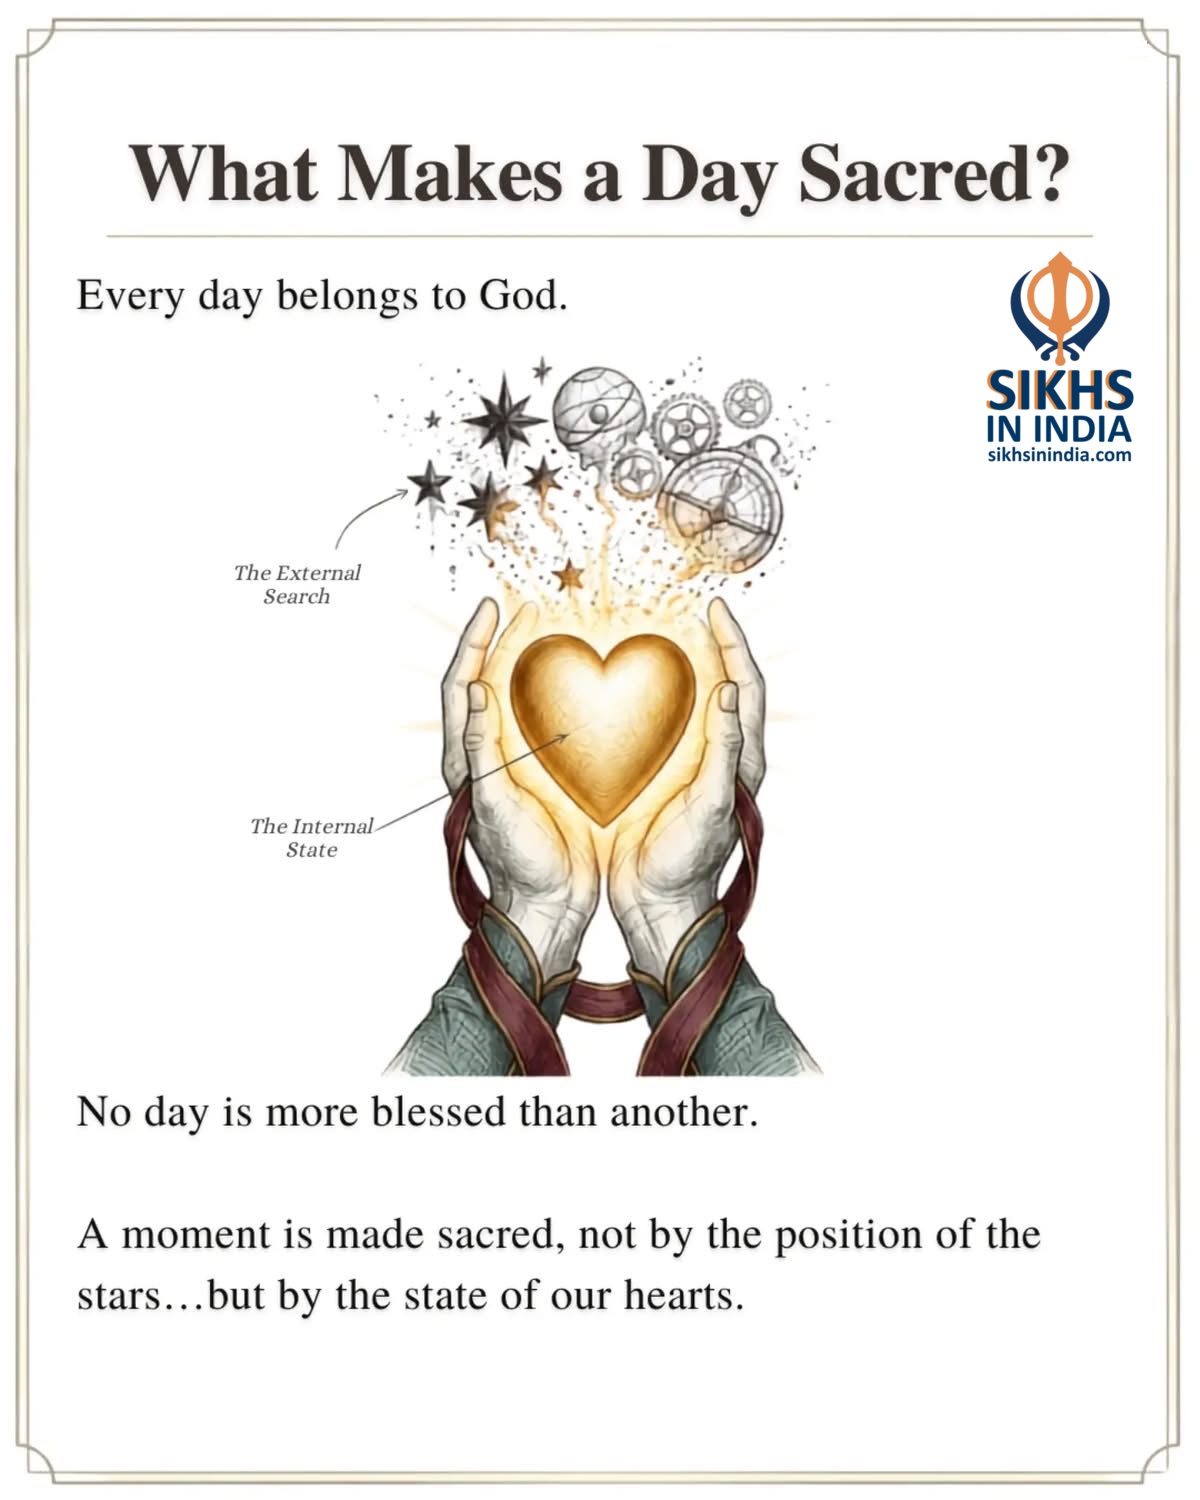 What Makes a Day Sacred?
Every day belongs to God.
SIKHS
IN INDIA
sikhsinindia.com
The External
Search
The Internal
State
No day is more blessed than another.
A moment is made sacred, not by the position of the
stars…but by the state of our hearts.